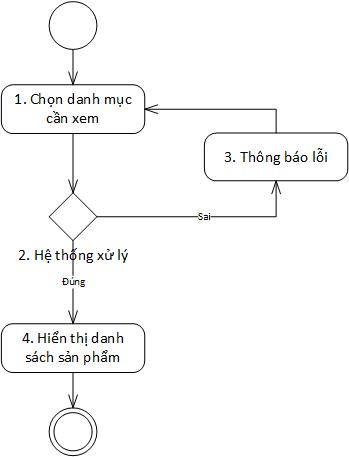 1. Chọn danh mục
cần xem
3. Thông báo lỗi
Sai
2. Hệ thống xử lý
Đúng
4. Hiển thị danh
sách sản phẩm